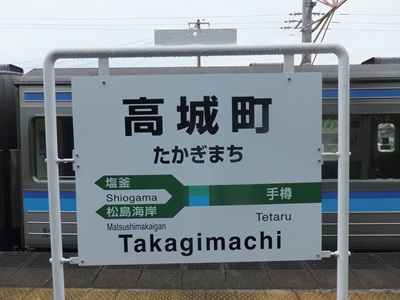 高城町
たかぎまち
塩釜
Shiogama
松島海岸
Matsushimakaigan
手樽
Tetaru
Takagimachi